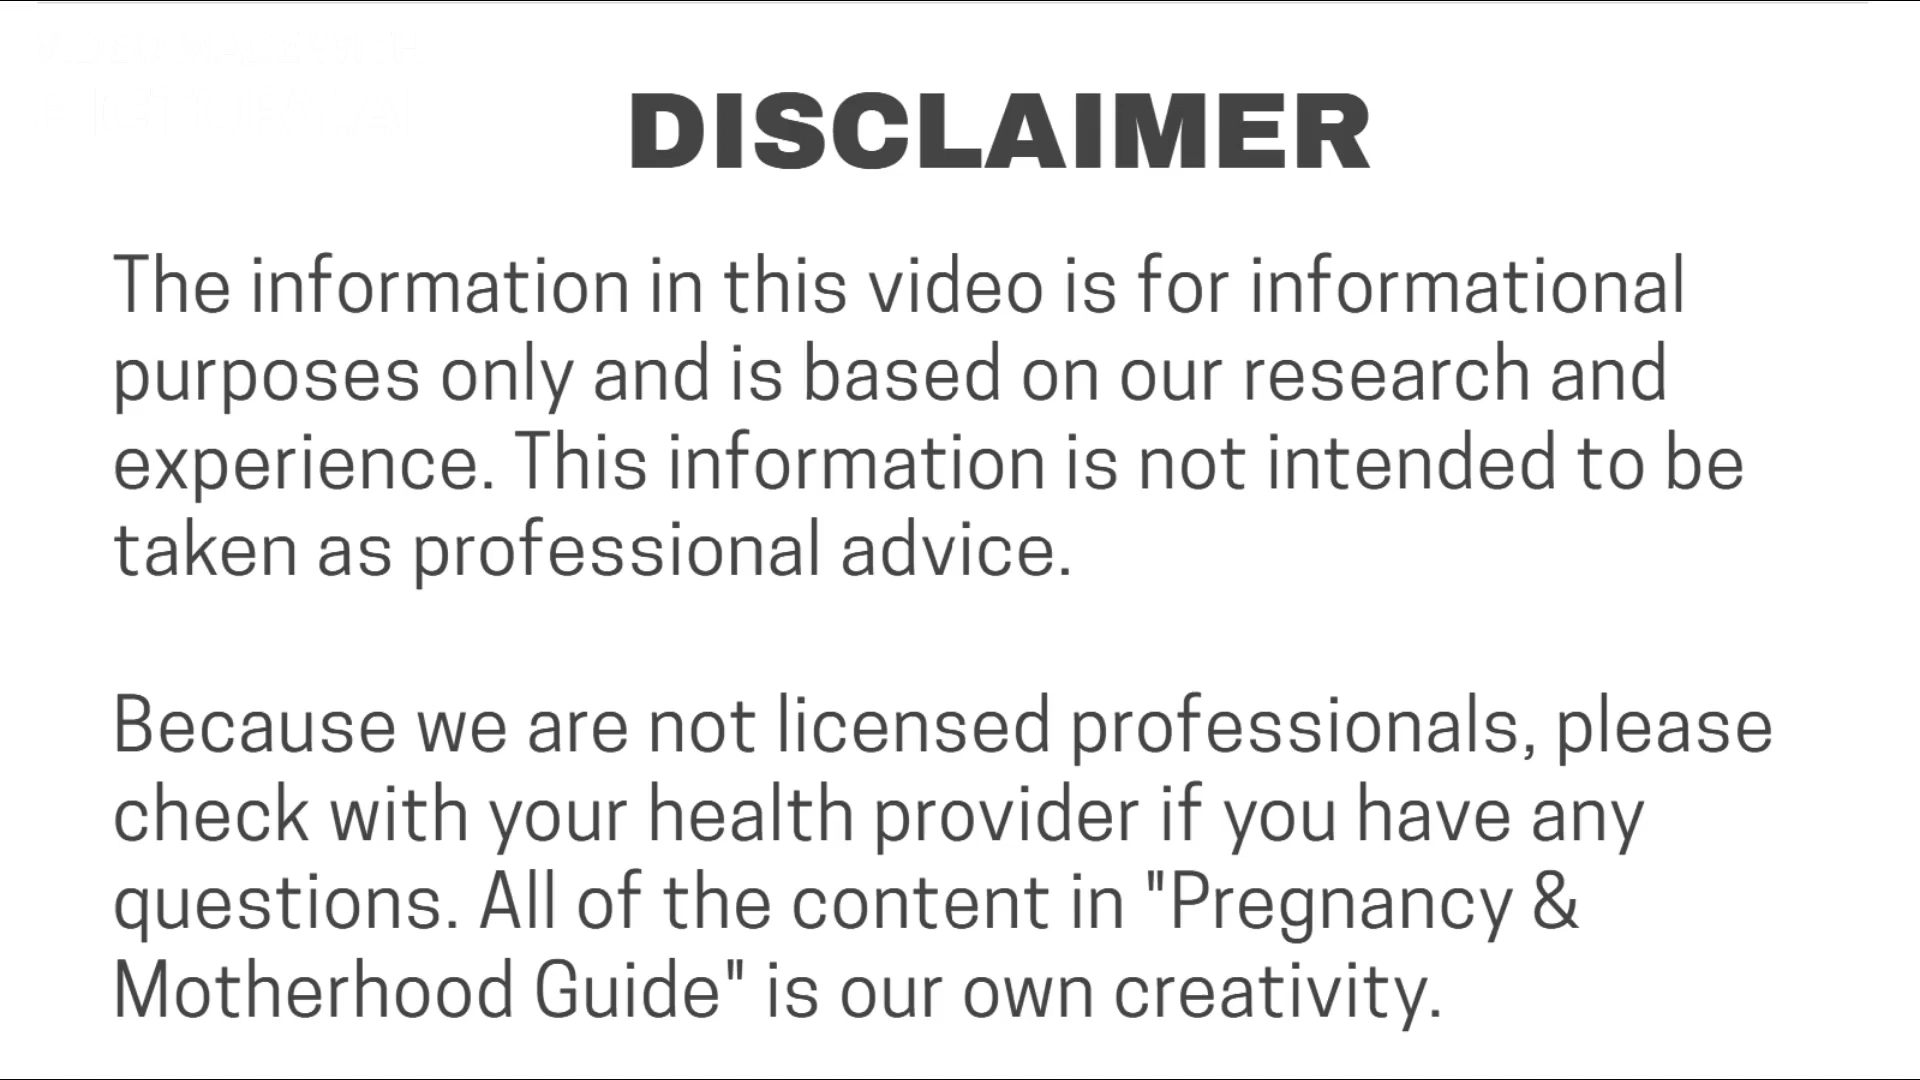 DISCLAIMER
The information in this video is for informational
purposes only and is based on our research and
experience. This information is not intended to be
taken as professional advice.
Because we are not licensed professionals, please
check with your health provider if you have any
questions. All of the content in "Pregnancy &
Motherhood Guide" is our own creativity.